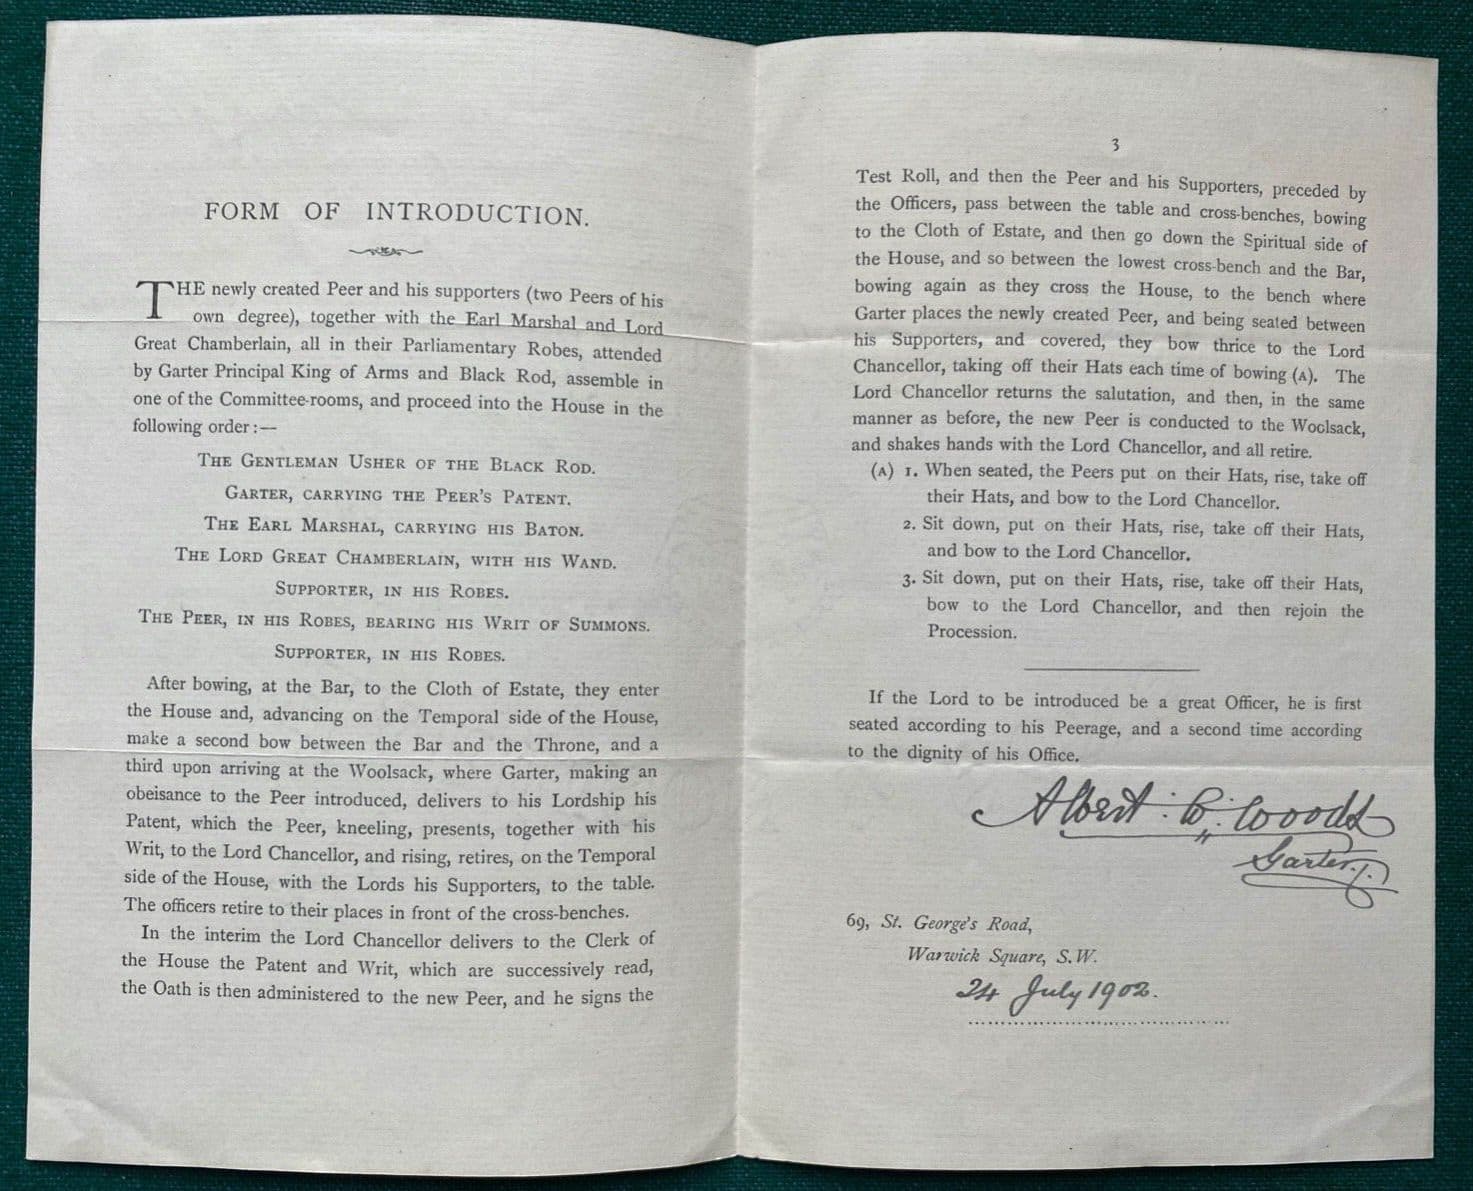 FORM OF INTRODUCTION.
THE newly created Peer and his supporters (two Peers of his
own degree), together with the Earl Marshal and Lord
Great Chamberlain, all in their Parliamentary Robes, attended
by Garter Principal King of Arms and Black Rod, assemble in
one of the Committee-rooms, and proceed into the House in the
following order:—
THE GENTLEMAN USHER OF THE BLACK ROD.
GARTER, CARRYING THE PEER'S PATENT.
THE EARL MARSHAL, CARRYING HIS BATON.
THE LORD GREAT CHAMBERLAIN, WITH HIS WAND.
SUPPORTER, IN HIS ROBES.
THE PEER, IN HIS ROBES, BEARING HIS WRIT OF SUMMONS.
SUPPORTER, IN HIS ROBES.
After bowing, at the Bar, to the Cloth of Estate, they enter
the House and, advancing on the Temporal side of the House,
make a second bow between the Bar and the Throne, and a
third upon arriving at the Woolsack, where Garter, making an
obeisance to the Peer introduced, delivers to his Lordship his
Patent, which the Peer, kneeling, presents, together with his
Writ, to the Lord Chancellor, and rising, retires, on the Temporal
side of the House, with the Lords his Supporters, to the table.
The officers retire to their places in front of the cross-benches.
In the interim the Lord Chancellor delivers to the Clerk of
the House the Patent and Writ, which are successively read,
the Oath is then administered to the new Peer, and he signs the
3
Test Roll, and then the Peer and his Supporters, preceded by
the Officers, pass between the table and cross-benches, bowing
to the Cloth of Estate, and then go down the Spiritual side of
the House, and so between the lowest cross-bench and the Bar,
bowing again as they cross the House, to the bench where
Garter places the newly created Peer, and being seated between
his Supporters, and covered, they bow thrice to the Lord
Chancellor, taking off their Hats each time of bowing (A). The
Lord Chancellor returns the salutation, and then, in the same
manner as before, the new Peer is conducted to the Woolsack,
and shakes hands with the Lord Chancellor, and all retire.
(A) 1. When seated, the Peers put on their Hats, rise, take off
their Hats, and bow to the Lord Chancellor.
2. Sit down, put on their Hats, rise, take off their Hats,
and bow to the Lord Chancellor.
3. Sit down, put on their Hats, rise, take off their Hats,
bow to the Lord Chancellor, and then rejoin the
Procession.
If the Lord to be introduced be a great Officer, he is first
seated according to his Peerage, and a second time according
to the dignity of his Office.
Albert : W : Woods
Garter.
69, St. George's Road,
Warwick Square, S.W.
24 July 1902.